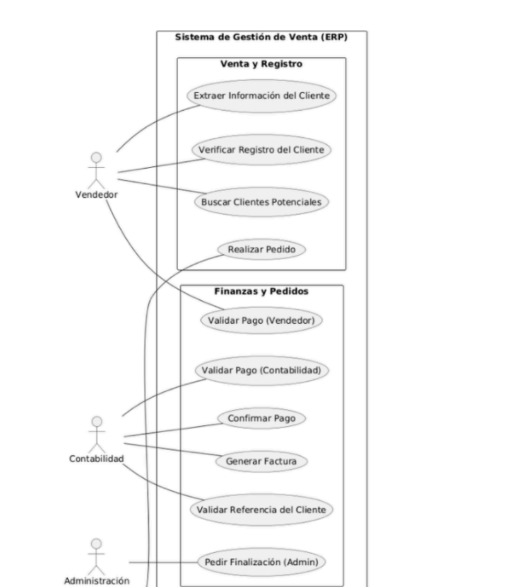 Sistema de Gestión de Venta (ERP)
Venta y Registro
Extraer Información del Cliente
Verificar Registro del Cliente
Vendedor
Buscar Clientes Potenciales
Realizar Pedido
Finanzas y Pedidos
Validar Pago (Vendedor)
Validar Pago (Contabilidad)
Confirmar Pago
Contabilidad
Generar Factura
Validar Referencia del Cliente
Pedir Finalización (Admin)
Administración